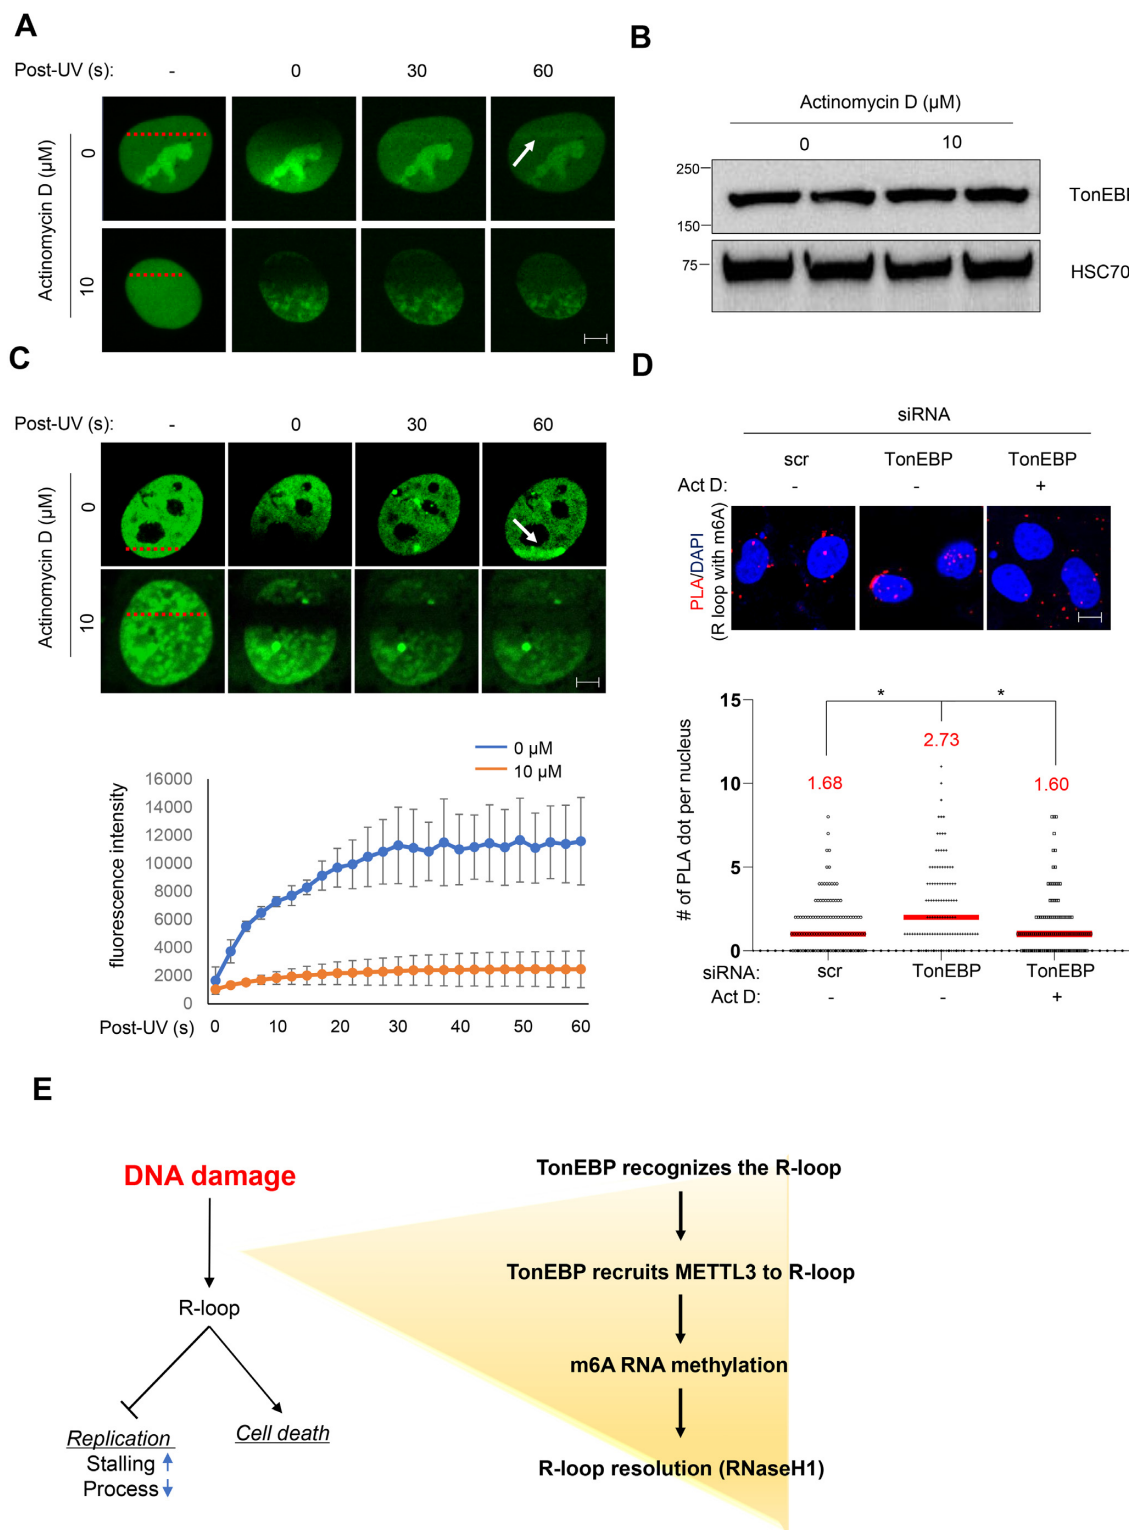 A
Post-UV (s):
-
0
30
60
Actinomycin D (µM)
0
10
B
Actinomycin D (µM)
0
10
250
150
75
TonEBP
HSC70
C
Post-UV (s):
-
0
30
60
Actinomycin D (µM)
0
10
0 µM
10 µM
fluorescence intensity
16000
14000
12000
10000
8000
6000
4000
2000
0
Post-UV (s)
0
10
20
30
40
50
60
D
siRNA
scr
TonEBP
TonEBP
Act D:
-
-
+
PLA/DAPI
(R loop with m6A)
# of PLA dot per nucleus
15
10
5
0
*
*
1.68
2.73
1.60
siRNA:
scr
TonEBP
TonEBP
Act D:
-
-
+
E
DNA damage
R-loop
Replication
Stalling
Process
Cell death
TonEBP recognizes the R-loop
TonEBP recruits METTL3 to R-loop
m6A RNA methylation
R-loop resolution (RNaseH1)